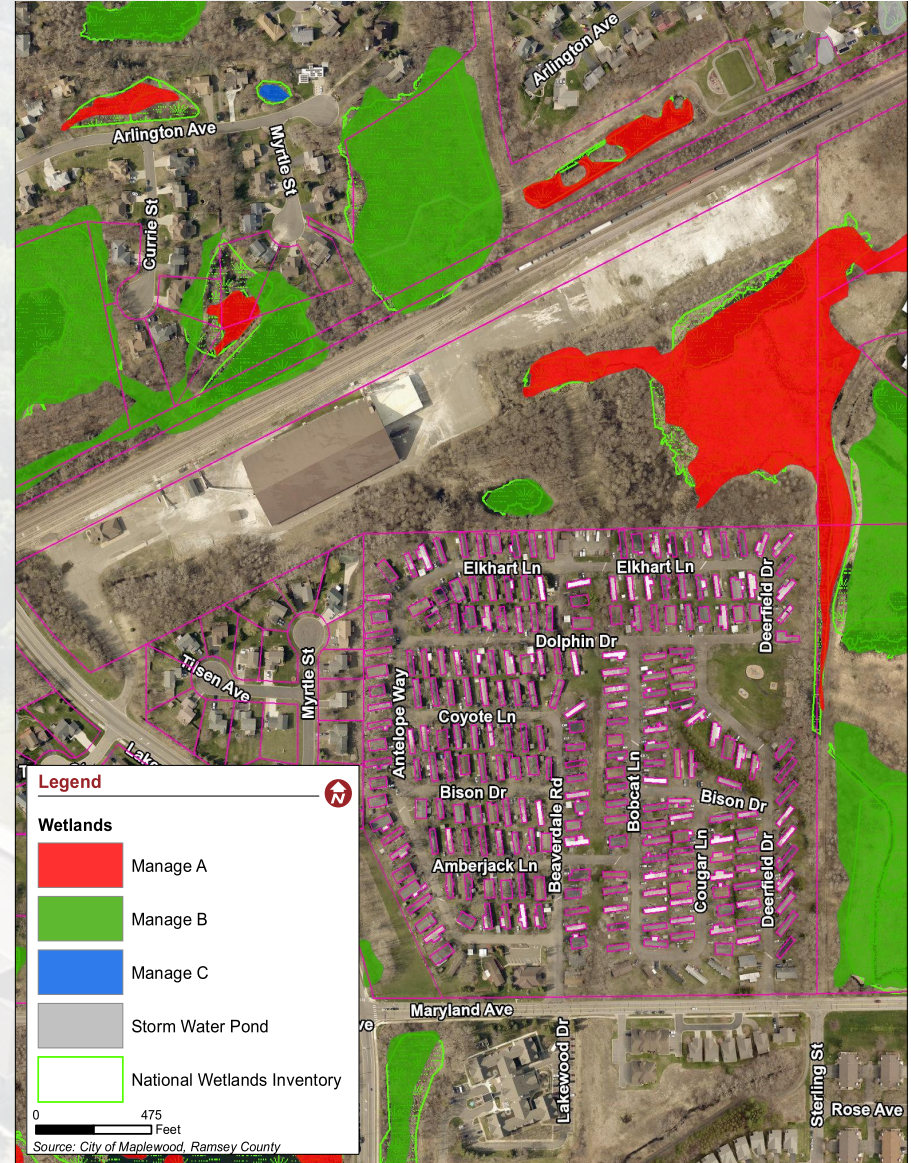 Arlington Ave
Arlington Ave
Myrtle St
Currie St
Elkhart Ln
Elkhart Ln
Deerfield Dr
Dolphin Dr
Tilsen Ave
Myrtle St
Antelope Way
Coyote Ln
Lake
Bison Dr
Beaverdale Rd
Bobcat Ln
Bison Dr
Amberjack Ln
Cougar Ln
Deerfield Dr
Maryland Ave
ve
Lakewood Dr
Sterling St
Rose Ave
Legend
N
Wetlands
Manage A
Manage B
Manage C
Storm Water Pond
National Wetlands Inventory
0 475
Feet
Source: City of Maplewood, Ramsey County